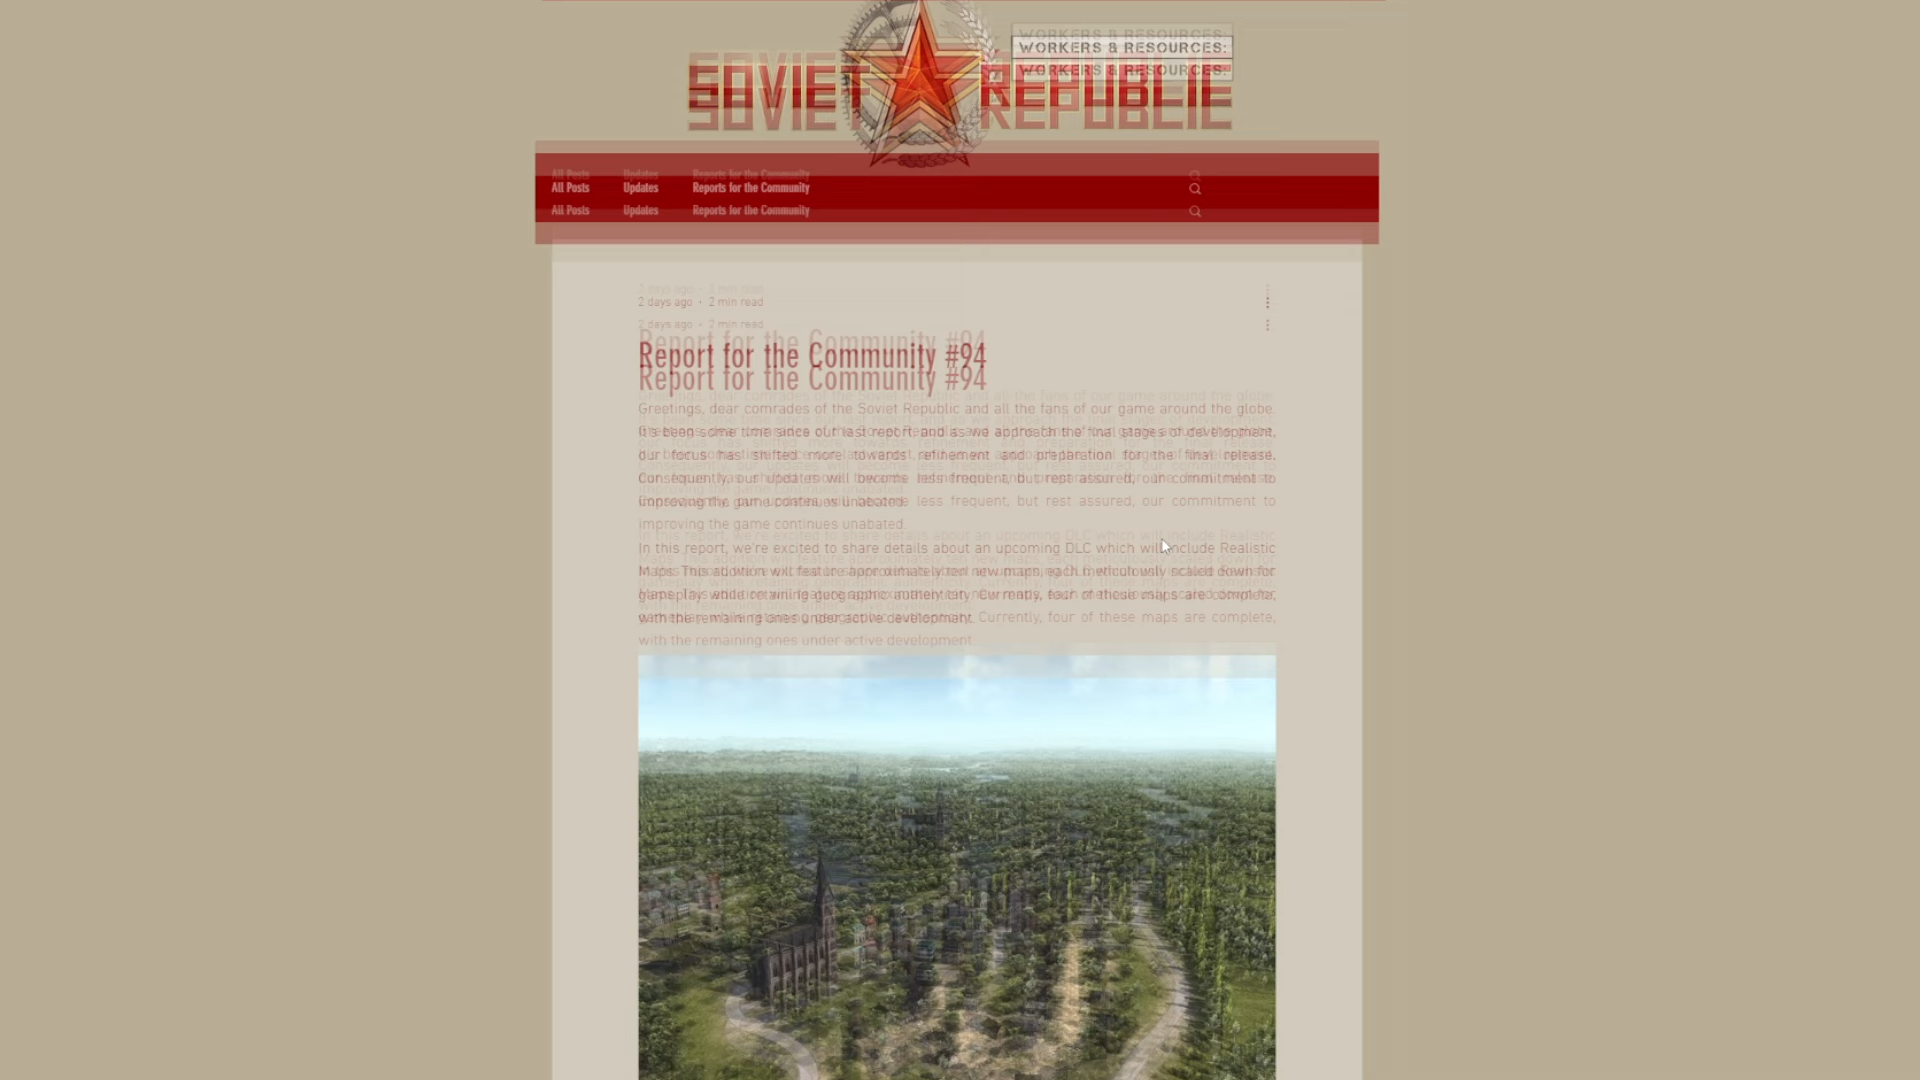 WORKERS & RESOURCES:
SOVIET REPUBLIC
All Posts Updates Reports for the Community
2 days ago · 2 min read
Report for the Community #94
Greetings, dear comrades of the Soviet Republic and all the fans of our game around the globe.
It's been some time since our last report, and as we approach the final stages of development,
our focus has shifted more towards refinement and preparation for the final release.
Consequently, our updates will become less frequent, but rest assured, our commitment to
improving the game continues unabated.
In this report, we're excited to share details about an upcoming DLC which will include Realistic
Maps. This addition will feature approximately ten new maps, each meticulously scaled down for
gameplay while retaining geographic authenticity. Currently, four of these maps are complete,
with the remaining ones under active development.